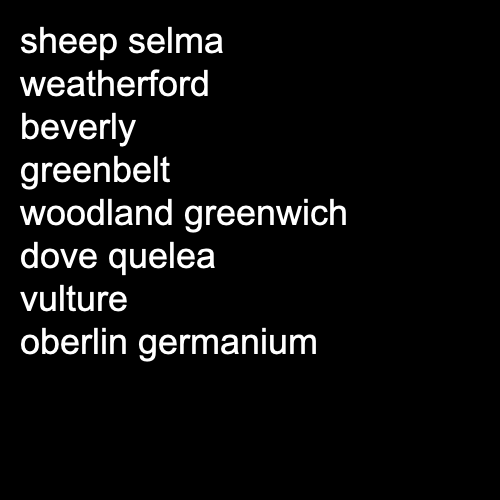 sheep selma
weatherford
beverly
greenbelt
woodland greenwich
dove quelea
vulture
oberlin germanium